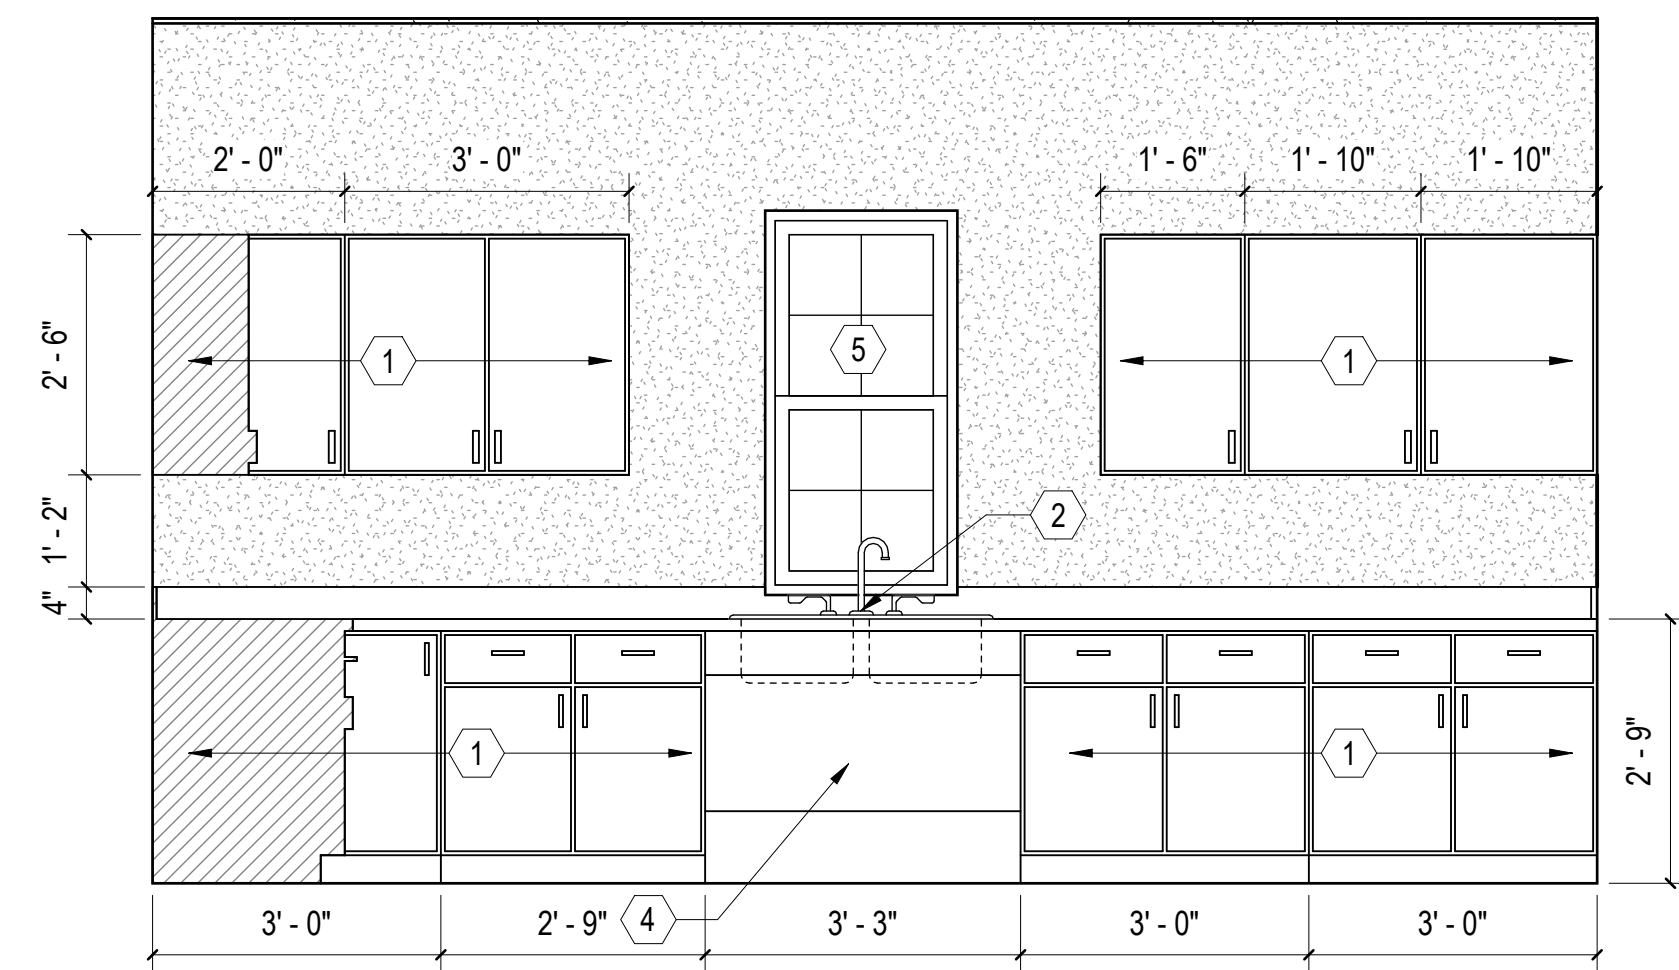 2' - 0" 3' - 0" 1' - 6" 1' - 10" 1' - 10"
2' - 6" 1 5 1
1' - 2" 2
4"
1 1 2' - 9"
3' - 0" 2' - 9" 4 3' - 3" 3' - 0" 3' - 0"